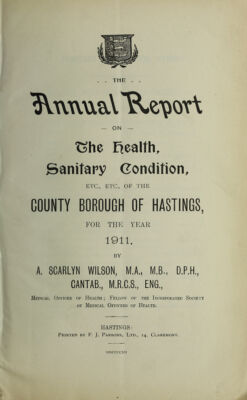 THE
Annual Report
— ON —
The Health,
Sanitary Condition,
ETC., ETC., OF THE
COUNTY BOROUGH OF HASTINGS,
FOR THE YEAR
1911.
BY
A. SCARLYN WILSON, M.A., M.B., D.P.H.,
CANTAB., M.R.C.S., ENG.,
Medical Officer of Health; Fellow of the Incorporated Society
of Medical Officers of Health.
HASTINGS:
Printed by F. J. Parsons, Ltd., 14, Claremont.